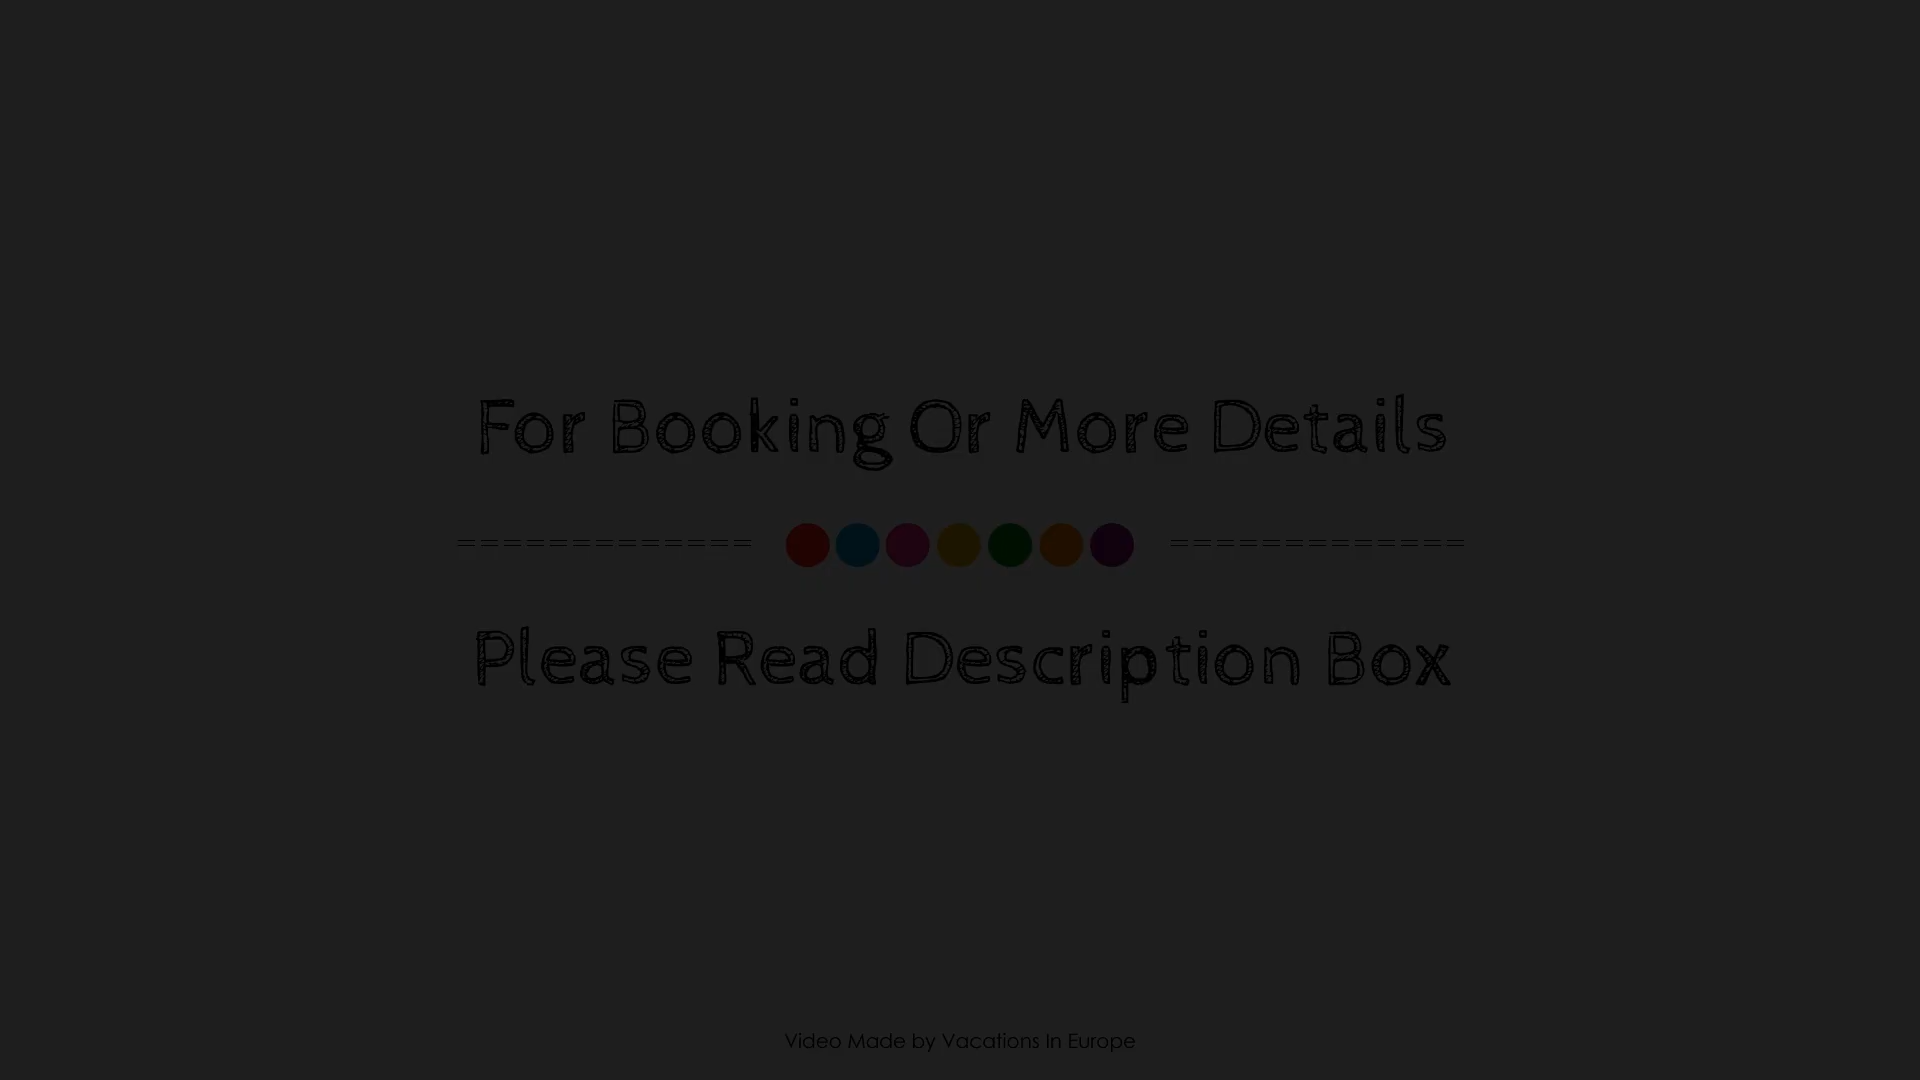 For Booking Or More Details
============= =============
Please Read Description Box
Video Made by Vacations In Europe